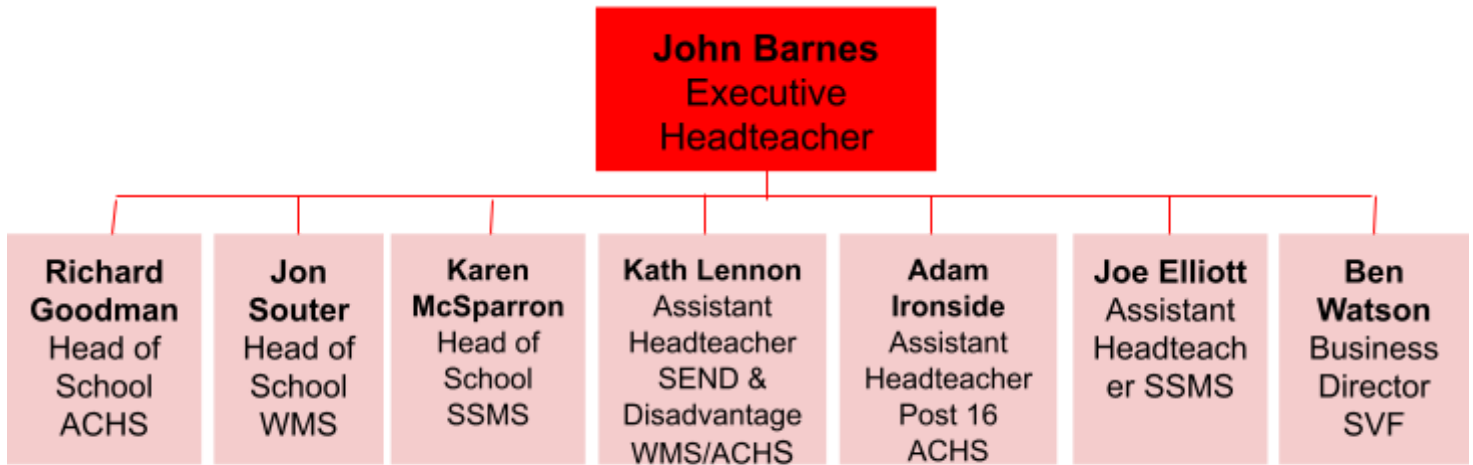 John Barnes
Executive
Headteacher
Richard
Goodman
Head of
School
ACHS
Jon
Souter
Head of
School
WMS
Karen
McSparron
Head of
School
SSMS
Kath Lennon
Assistant
Headteacher
SEND &
Disadvantage
WMS/ACHS
Adam
Ironside
Assistant
Headteacher
Post 16
ACHS
Joe Elliott
Assistant
Headteach
er SSMS
Ben
Watson
Business
Director
SVF